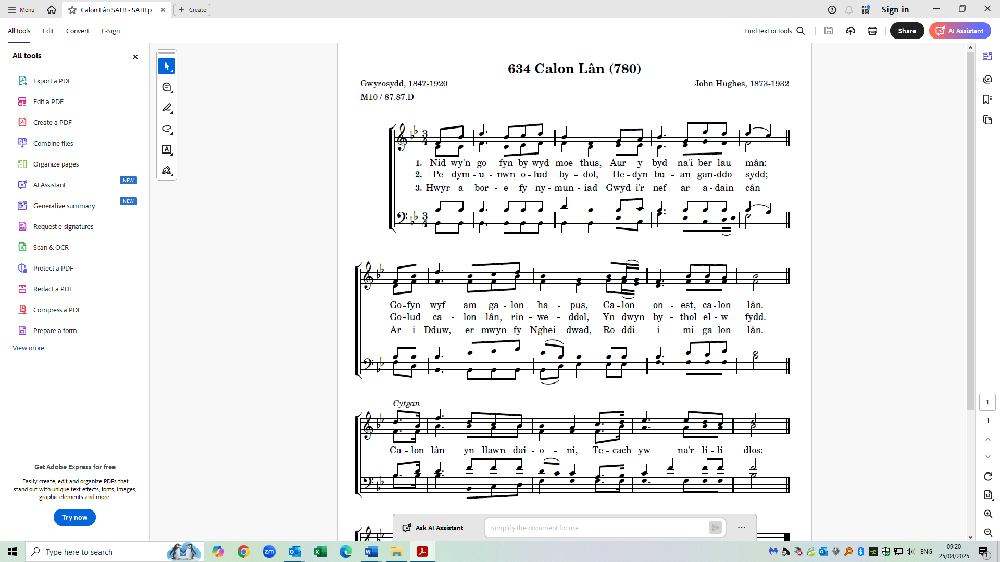 Menu
Calon Lân SATB - SATB.p...
Create
Sign in
All tools
Edit
Convert
E-Sign
Find text or tools
Share
AI Assistant
All tools
Export a PDF
Edit a PDF
Create a PDF
Combine files
Organize pages
AI Assistant
NEW
Generative summary
NEW
Request e-signatures
Scan & OCR
Protect a PDF
Redact a PDF
Compress a PDF
Prepare a form
View more
Get Adobe Express for free
Easily create, edit and organize PDFs that
stand out with unique text effects, fonts, images,
graphic elements and more.
Try now
634 Calon Lân (780)
Gwyrosydd, 1847-1920
John Hughes, 1873-1932
M10 / 87.87.D
3
4
1. Nid wy'n go - fyn by-wyd moe-thus, Aur y byd na'i ber-lau mân:
2. Pe dym-u-nwn o-lud by - dol, He-dyn bu - an gan-ddo sydd;
3. Hwyr a bor - e fy ny-mun-iad Gwyd i'r nef ar a-dain cân
3
4
Go-fyn wyf am ga-lon ha - pus, Ca-lon on - est, ca-lon lân.
Go-lud ca - lon lân, rin - we - ddol, Yn dwyn by - thol el-w fydd.
Ar i Dduw, er mwyn fy Nghei-dwad, Ro-ddi i mi ga-lon lân.
Cytgan
Ca-lon lân yn llawn dai-o - ni, Te-cach yw na'r li-li dlos:
Ask AI Assistant
Simplify the document for me
1
1
1:1
Type here to search
zm
ENG
09:20
25/04/2025
1